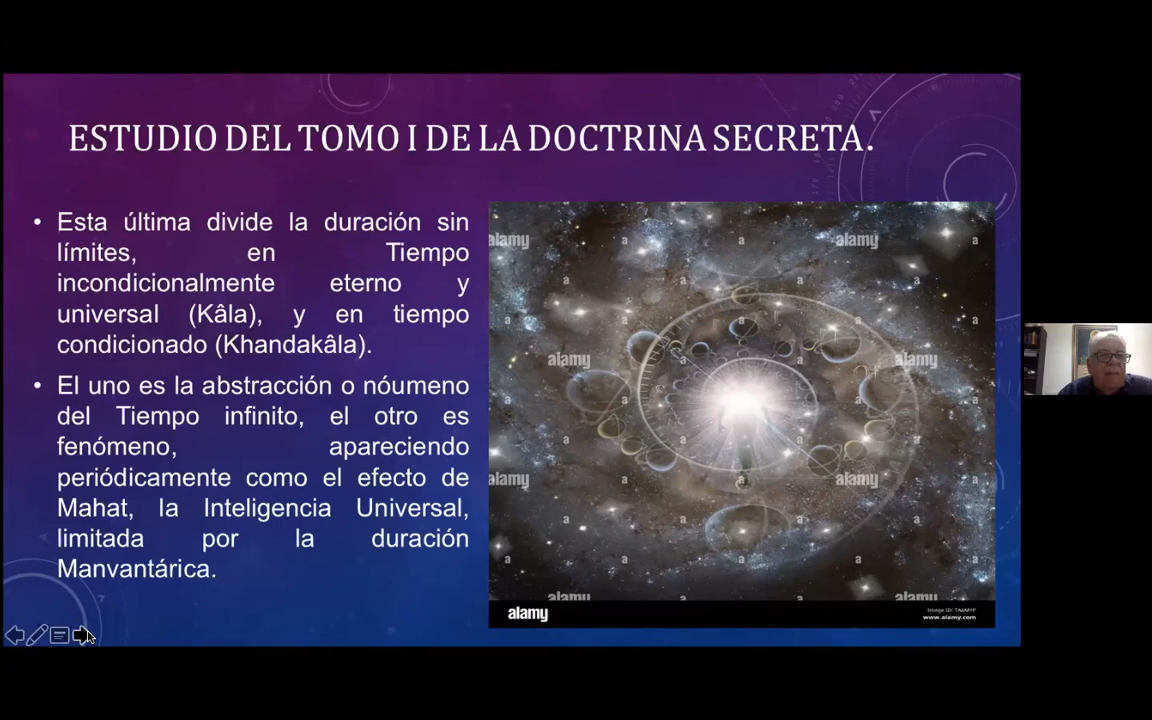 ESTUDIO DEL TOMO I DE LA DOCTRINA SECRETA.
• Esta última divide la duración sin
límites, en Tiempo
incondicionalmente eterno y
universal (Kâla), y en tiempo
condicionado (Khandakâla).
• El uno es la abstracción o nóumeno
del Tiempo infinito, el otro es
fenómeno, apareciendo
periódicamente como el efecto de
Mahat, la Inteligencia Universal,
limitada por la duración
Manvantárica.
alamy alamy
alamy alamy
alamy alamy
alamy alamy
alamy
www.alamy.com